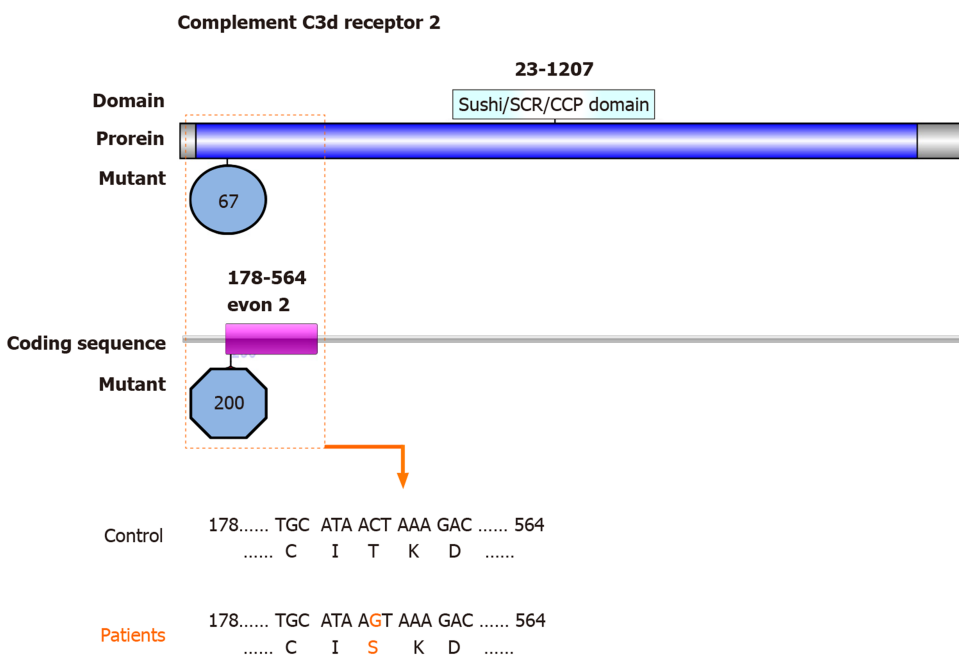 Complement C3d receptor 2
23-1207
Domain
Sushi/SCR/CCP domain
Prorein
Mutant
67
178-564
evon 2
Coding sequence
Mutant
200
Control
178...... TGC ATA ACT AAA GAC ...... 564
...... C I T K D ......
Patients
178...... TGC ATA AGT AAA GAC ...... 564
...... C I S K D ......